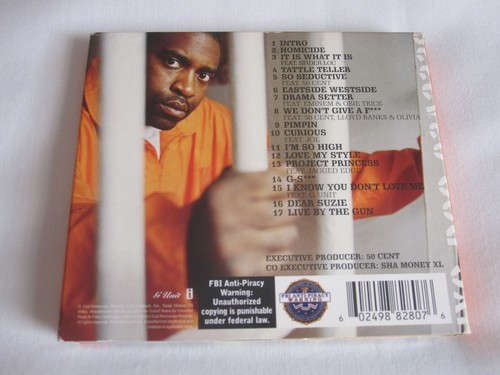 1 INTRO
2 HOMICIDE
3 IT IS WHAT IT IS
FEAT. SPIDER LOC
4 TATTLE TELLER
5 SO SEDUCTIVE
FEAT. 50 CENT
6 EASTSIDE WESTSIDE
7 DRAMA SETTER
FEAT. EMINEM & OBIE TRICE
8 WE DON'T GIVE A F***
FEAT. 50 CENT, LLOYD BANKS & OLIVIA
9 PIMPIN
10 CURIOUS
FEAT. JOE
11 I'M SO HIGH
12 LOVE MY STYLE
13 PROJECT PRINCESS
FEAT. JAGGED EDGE
14 G-S***
15 I KNOW YOU DON'T LOVE ME
FEAT. G UNIT
16 DEAR SUZIE
17 LIVE BY THE GUN
EXECUTIVE PRODUCER: 50 CENT
CO EXECUTIVE PRODUCER: SHA MONEY XL
G Unit
i
FBI Anti-Piracy
Warning:
Unauthorized
copying is punishable
under federal law.
FBI ANTI-PIRACY
WARNING
6 02498 82807 6